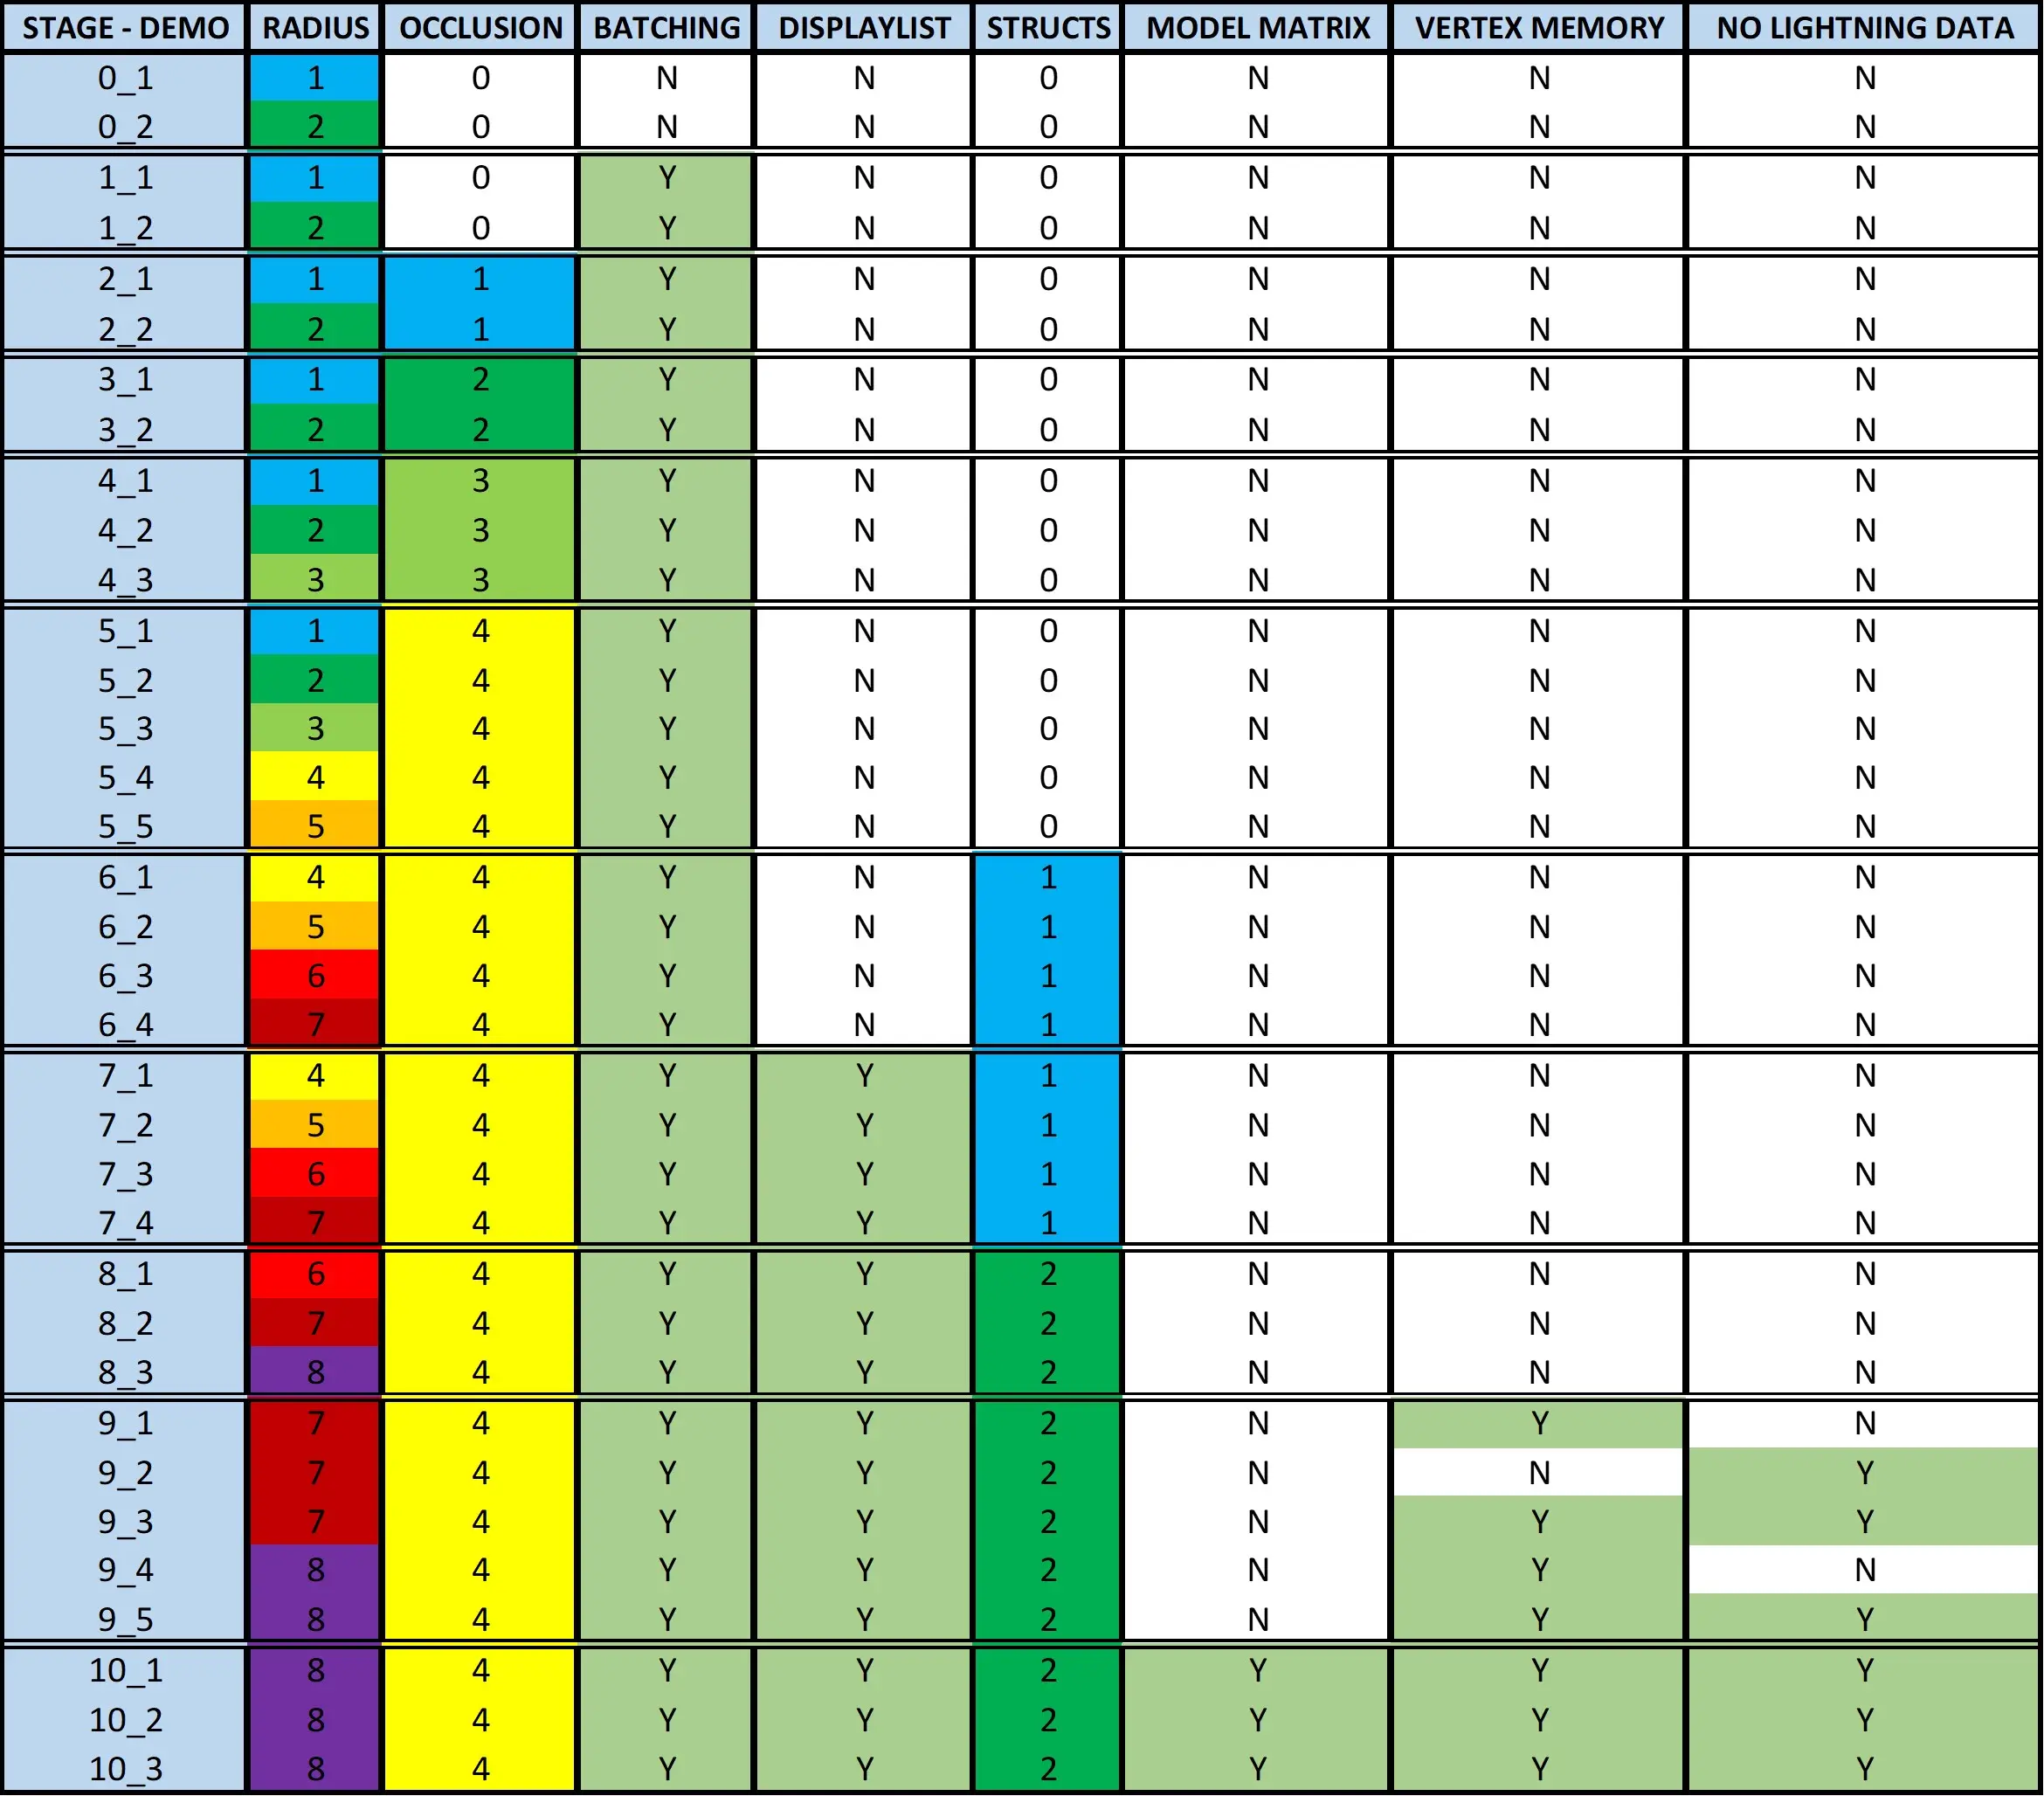 STAGE - DEMO RADIUS OCCLUSION BATCHING DISPLAYLIST STRUCTS MODEL MATRIX VERTEX MEMORY NO LIGHTNING DATA
0_1 1 0 N N 0 N N N
0_2 2 0 N N 0 N N N
1_1 1 0 Y N 0 N N N
1_2 2 0 Y N 0 N N N
2_1 1 1 Y N 0 N N N
2_2 2 1 Y N 0 N N N
3_1 1 2 Y N 0 N N N
3_2 2 2 Y N 0 N N N
4_1 1 3 Y N 0 N N N
4_2 2 3 Y N 0 N N N
4_3 3 3 Y N 0 N N N
5_1 1 4 Y N 0 N N N
5_2 2 4 Y N 0 N N N
5_3 3 4 Y N 0 N N N
5_4 4 4 Y N 0 N N N
5_5 5 4 Y N 0 N N N
6_1 4 4 Y N 1 N N N
6_2 5 4 Y N 1 N N N
6_3 6 4 Y N 1 N N N
6_4 7 4 Y N 1 N N N
7_1 4 4 Y Y 1 N N N
7_2 5 4 Y Y 1 N N N
7_3 6 4 Y Y 1 N N N
7_4 7 4 Y Y 1 N N N
8_1 6 4 Y Y 2 N N N
8_2 7 4 Y Y 2 N N N
8_3 8 4 Y Y 2 N N N
9_1 7 4 Y Y 2 N Y N
9_2 7 4 Y Y 2 N N Y
9_3 7 4 Y Y 2 N Y Y
9_4 8 4 Y Y 2 N Y N
9_5 8 4 Y Y 2 N Y Y
10_1 8 4 Y Y 2 Y Y Y
10_2 8 4 Y Y 2 Y Y Y
10_3 8 4 Y Y 2 Y Y Y